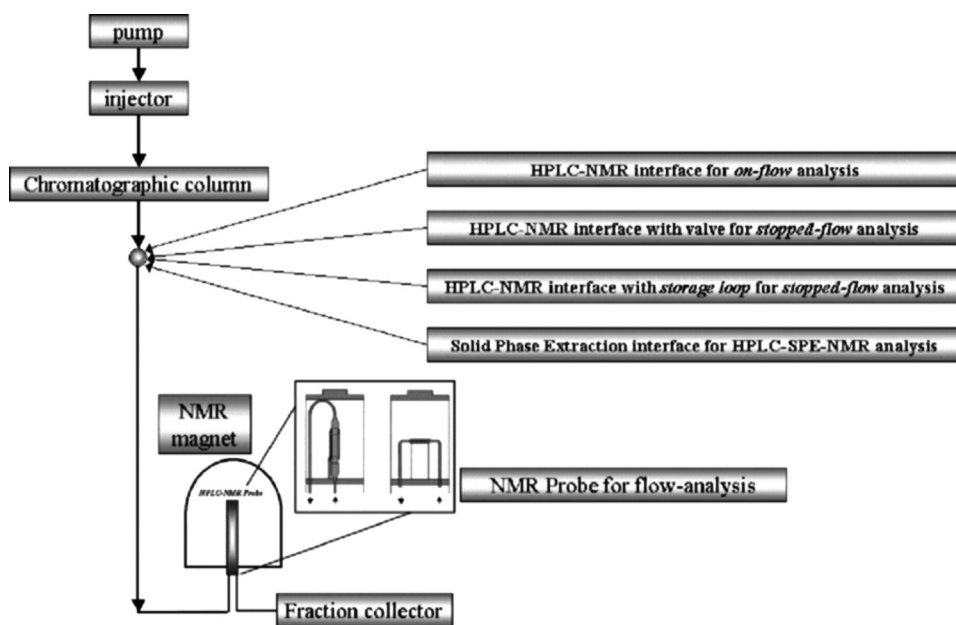 pump
injector
Chromatographic column
HPLC-NMR interface for on-flow analysis
HPLC-NMR interface with valve for stopped-flow analysis
HPLC-NMR interface with storage loop for stopped-flow analysis
Solid Phase Extraction interface for HPLC-SPE-NMR analysis
NMR
magnet
HPLC-NMR Probe
NMR Probe for flow-analysis
Fraction collector